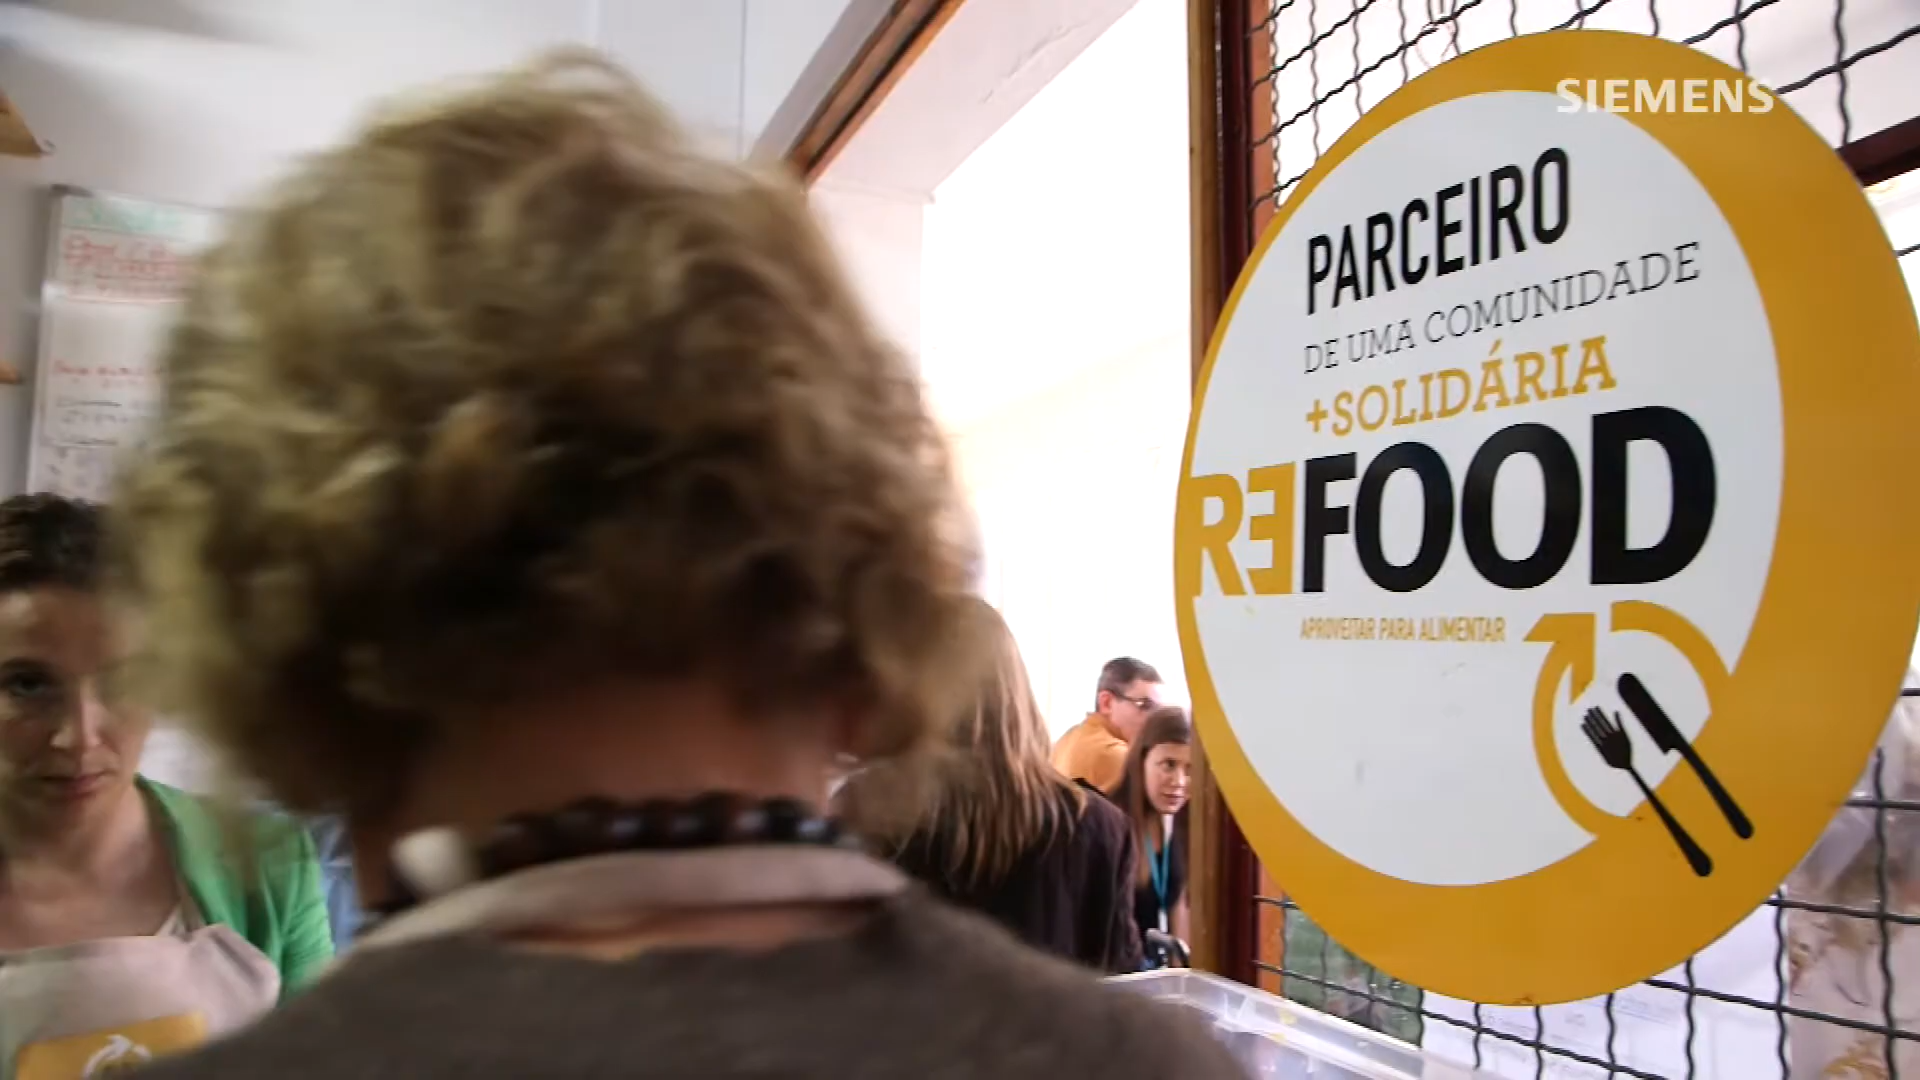 SIEMENS
PARCEIRO
DE UMA COMUNIDADE
+SOLIDÁRIA
REFOOD
APROVEITAR PARA ALIMENTAR